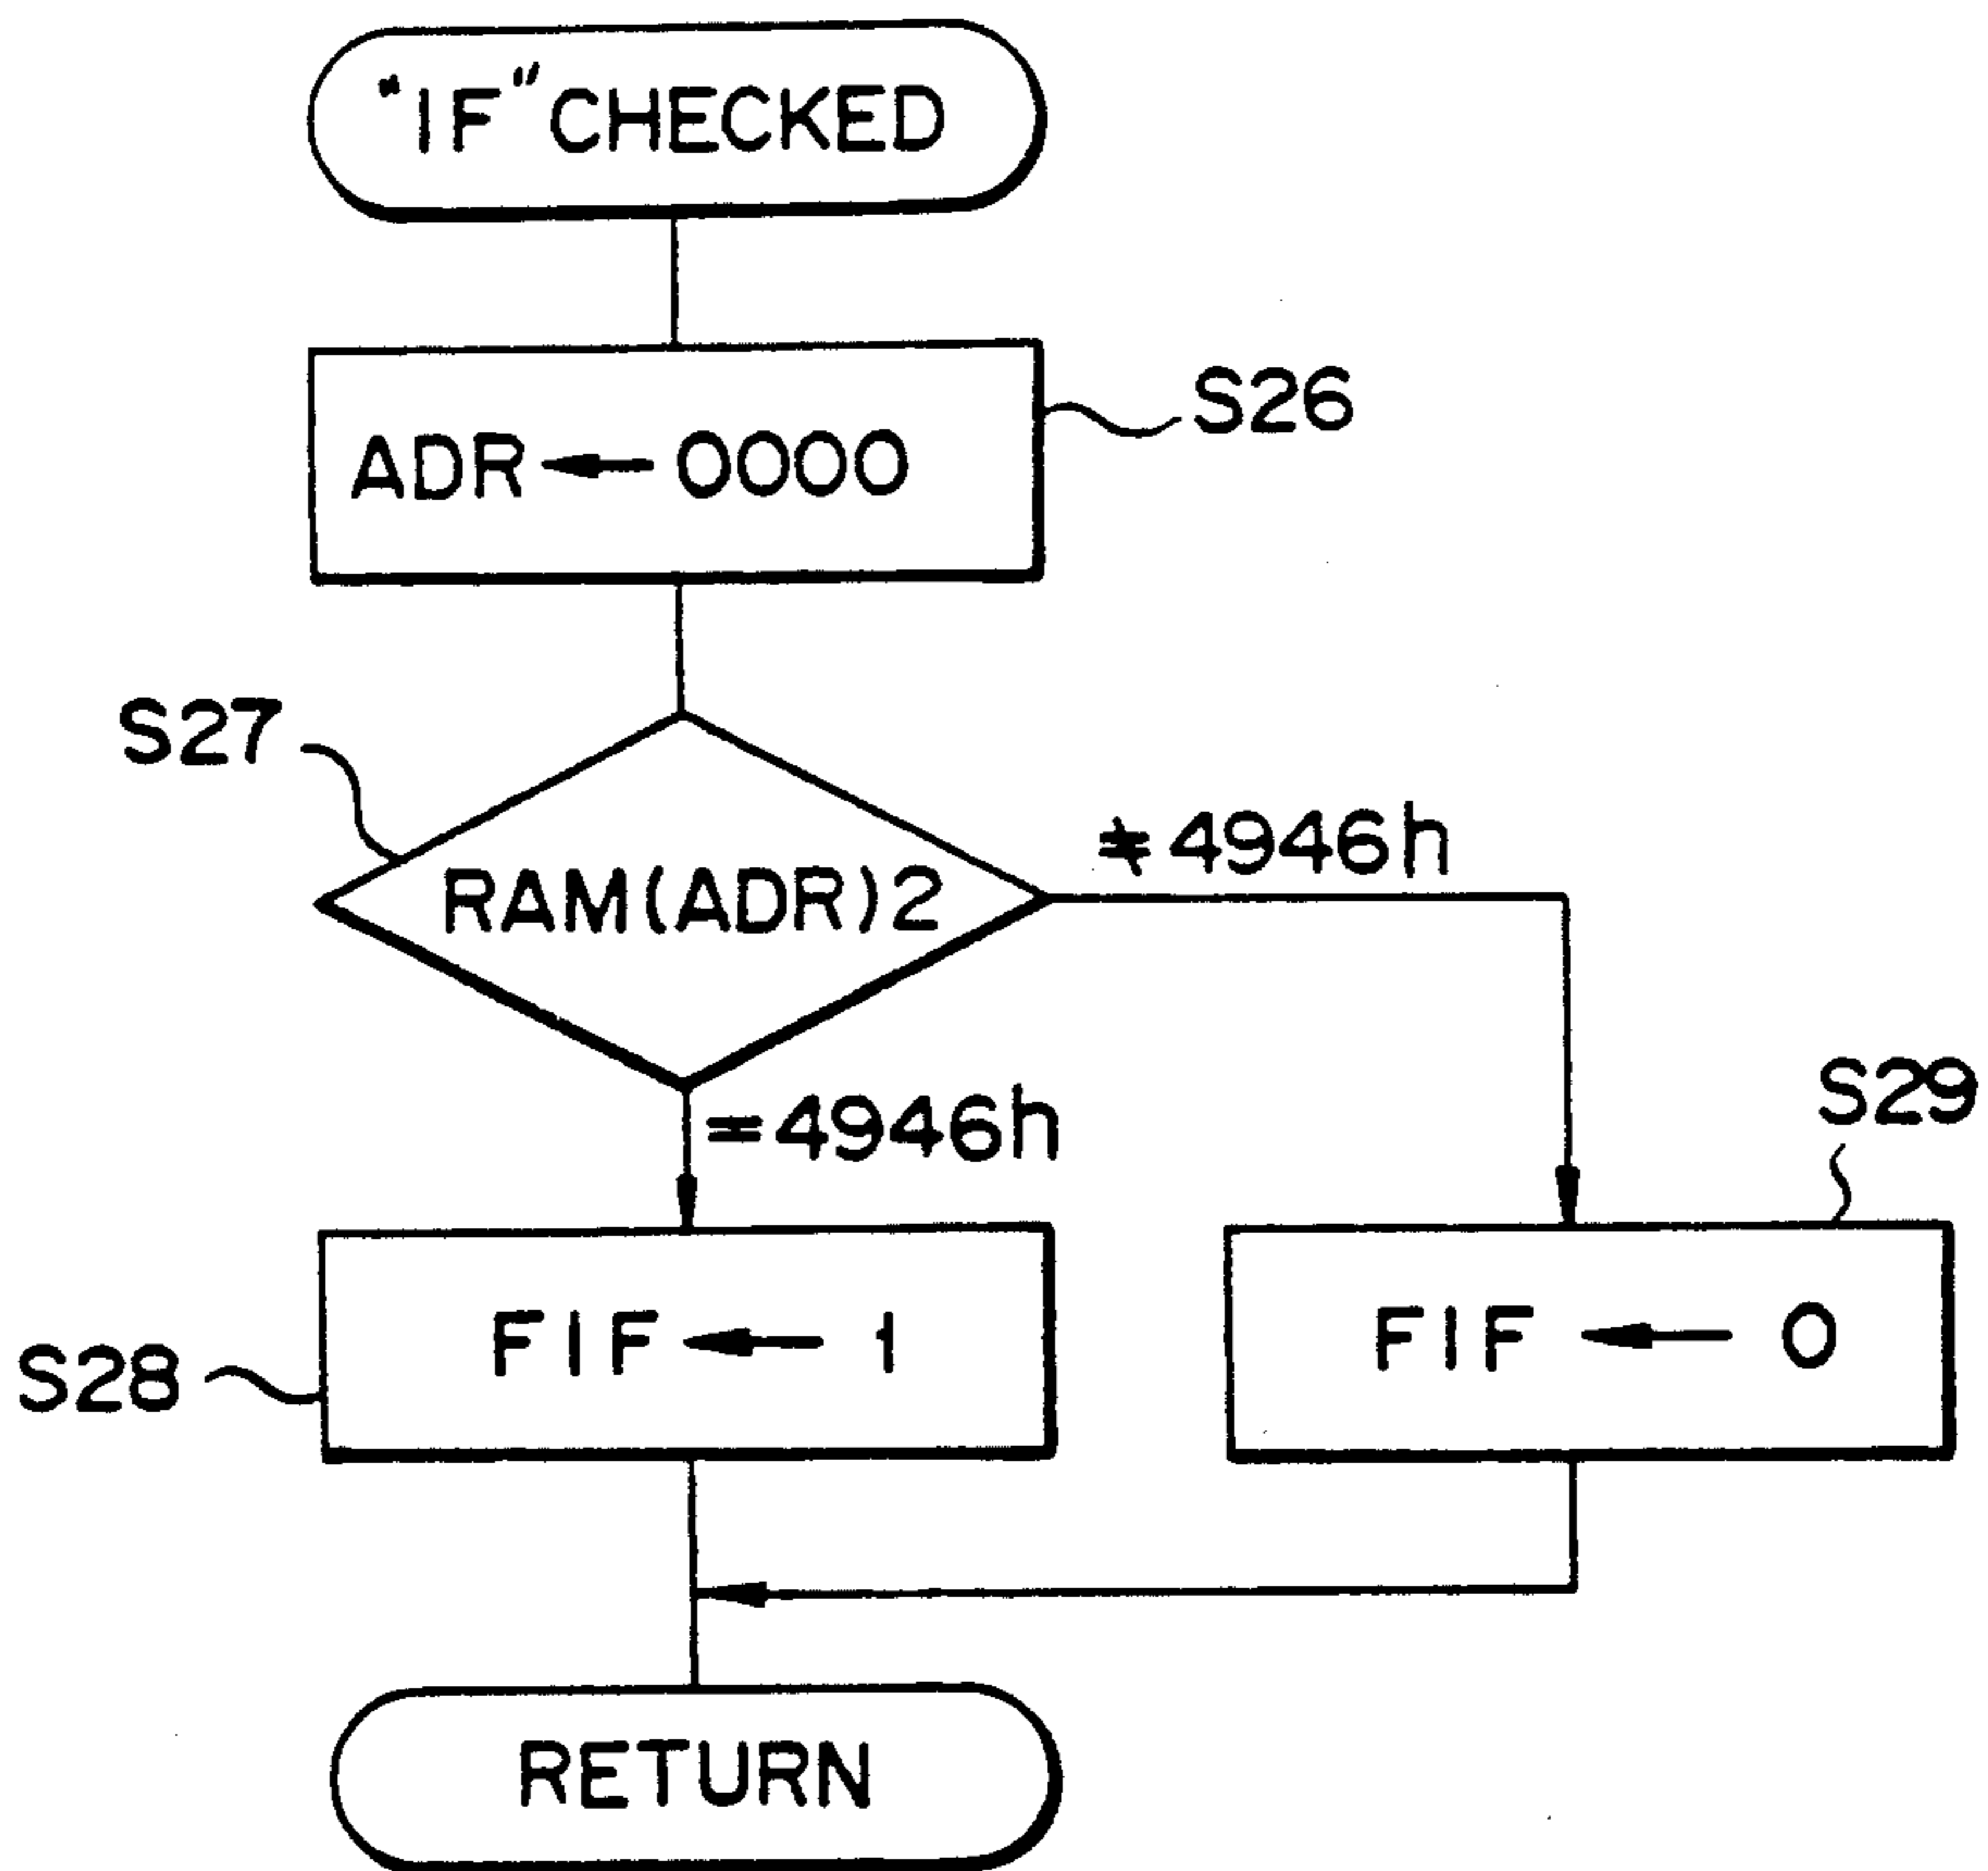 "IF" CHECKED
ADR ← 0000
S26
S27
RAM(ADR)2
≠4946h
=4946h
S29
FIF ← 1
FIF ← 0
S28
RETURN